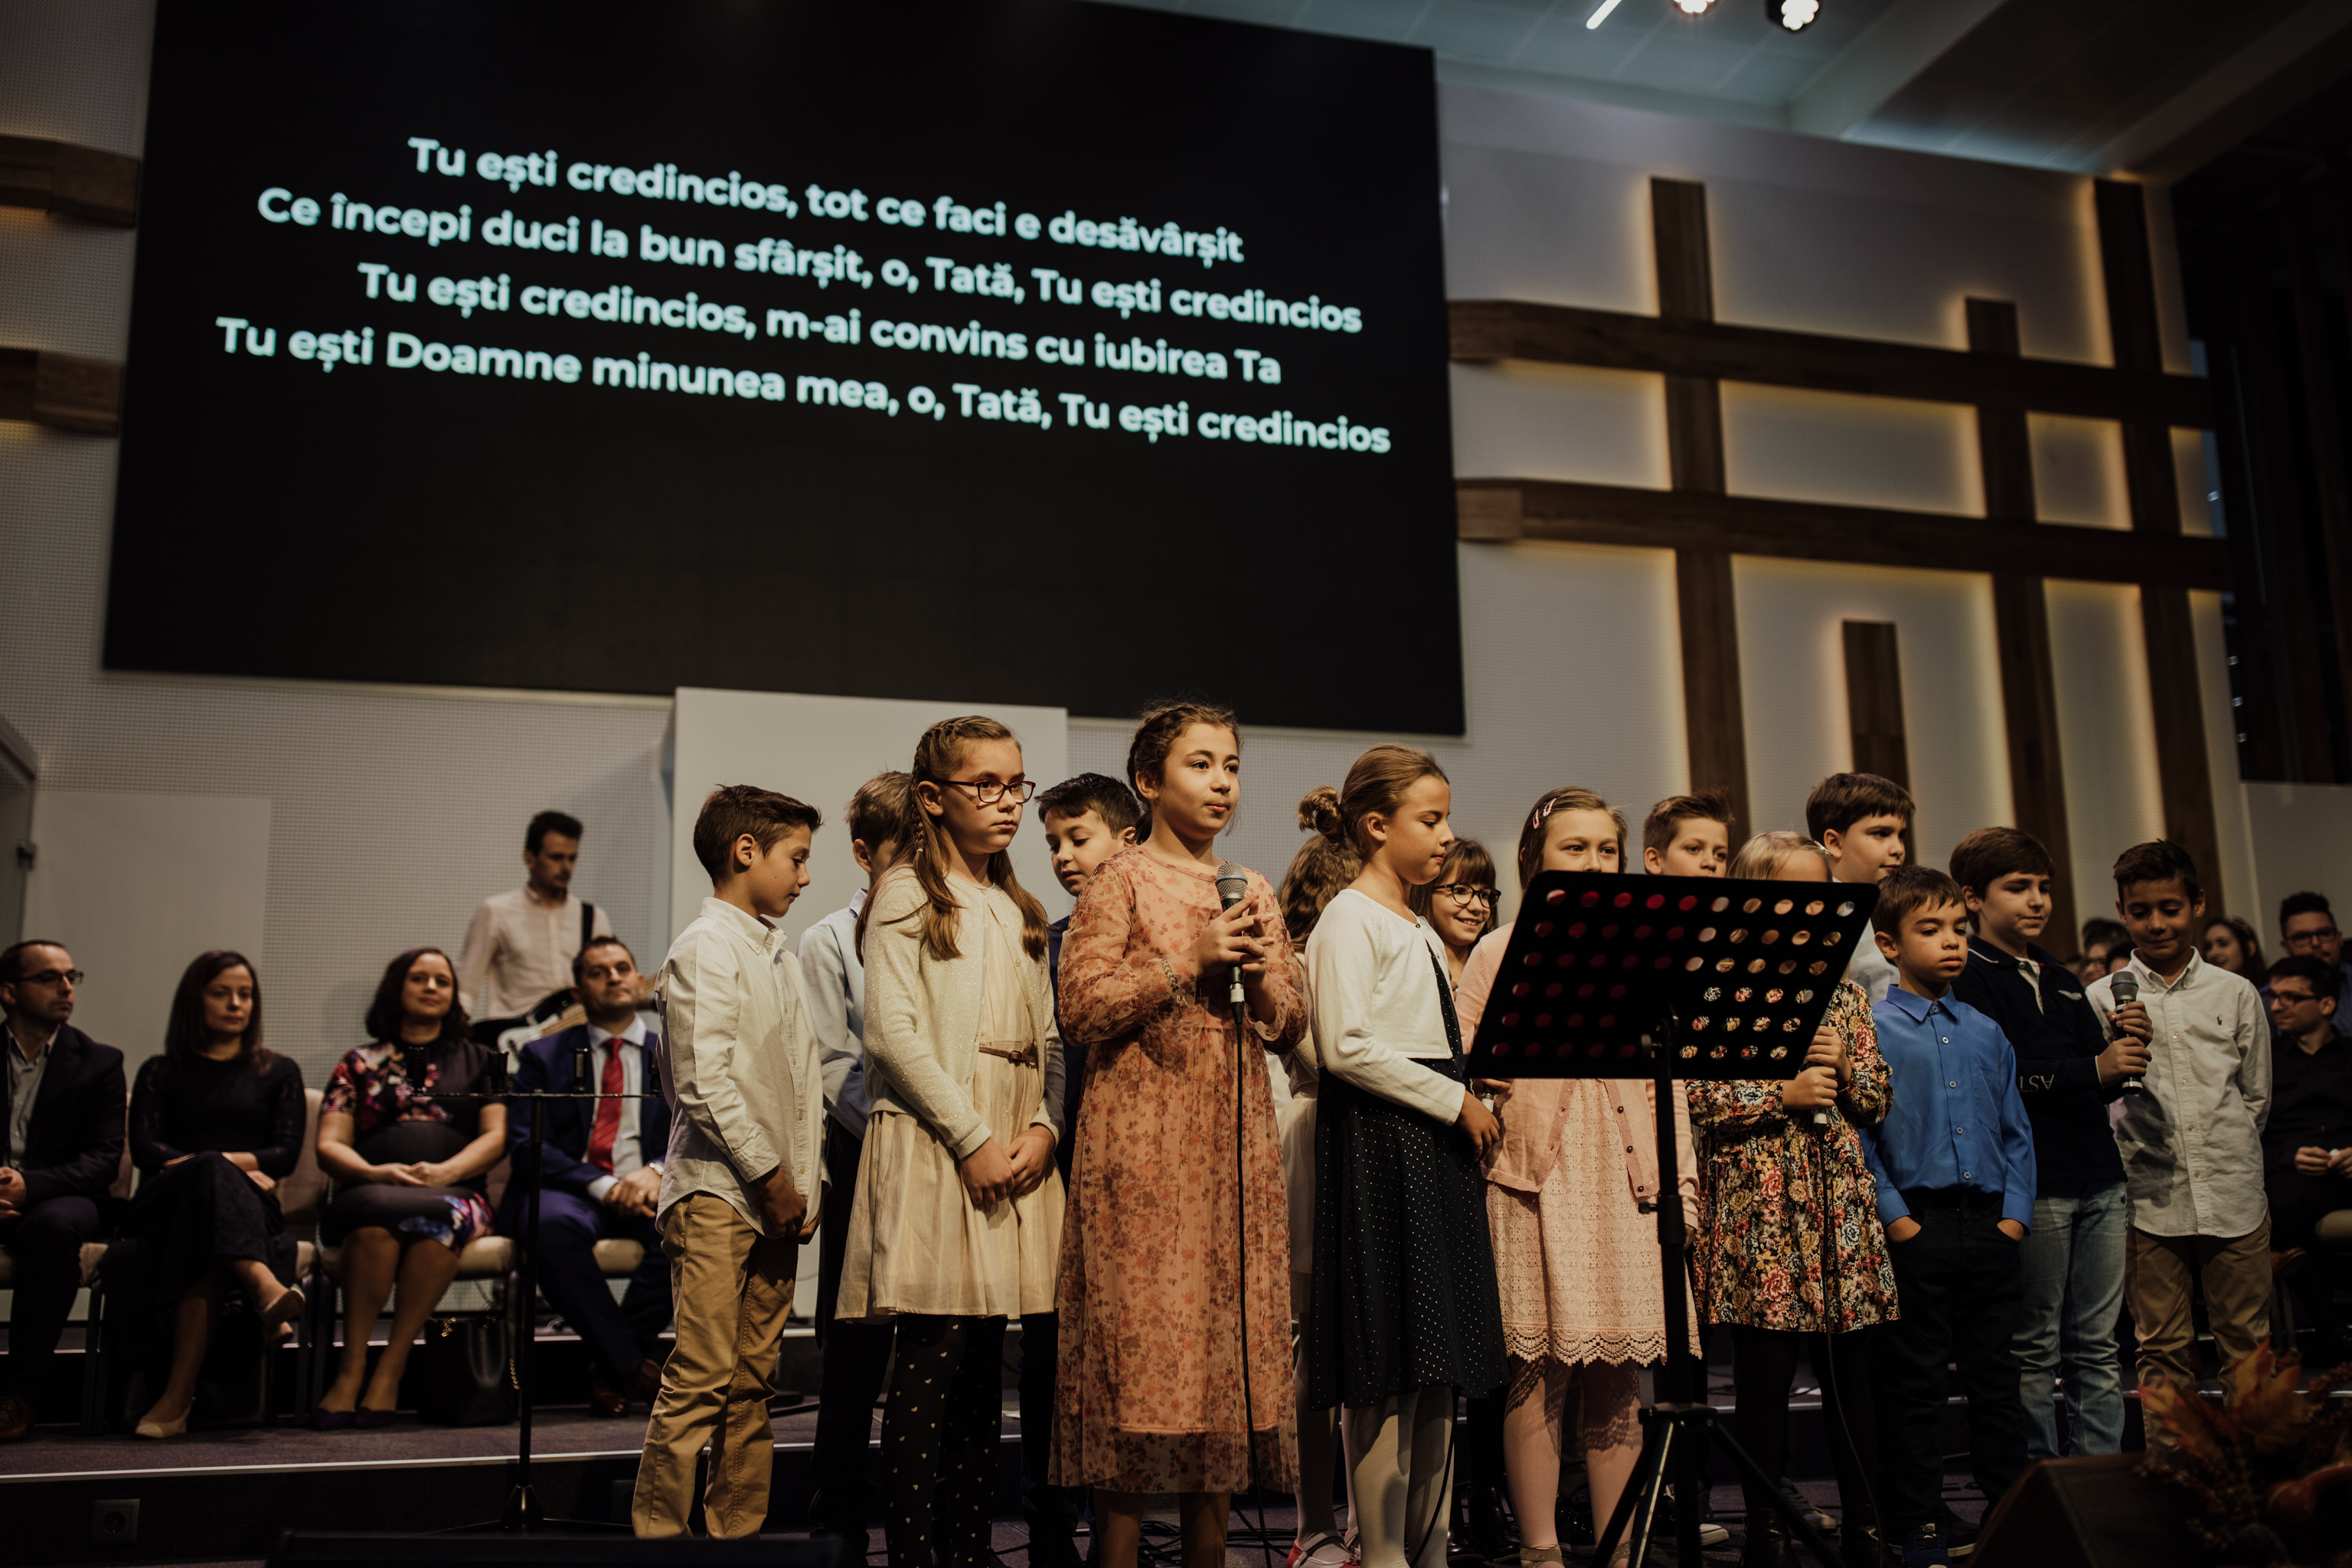 Tu ești credincios, tot ce faci e desăvârșit
Ce începi duci la bun sfârșit, o, Tată, Tu ești credincios
Tu ești credincios, m-ai convins cu iubirea Ta
Tu ești Doamne minunea mea, o, Tată, Tu ești credincios